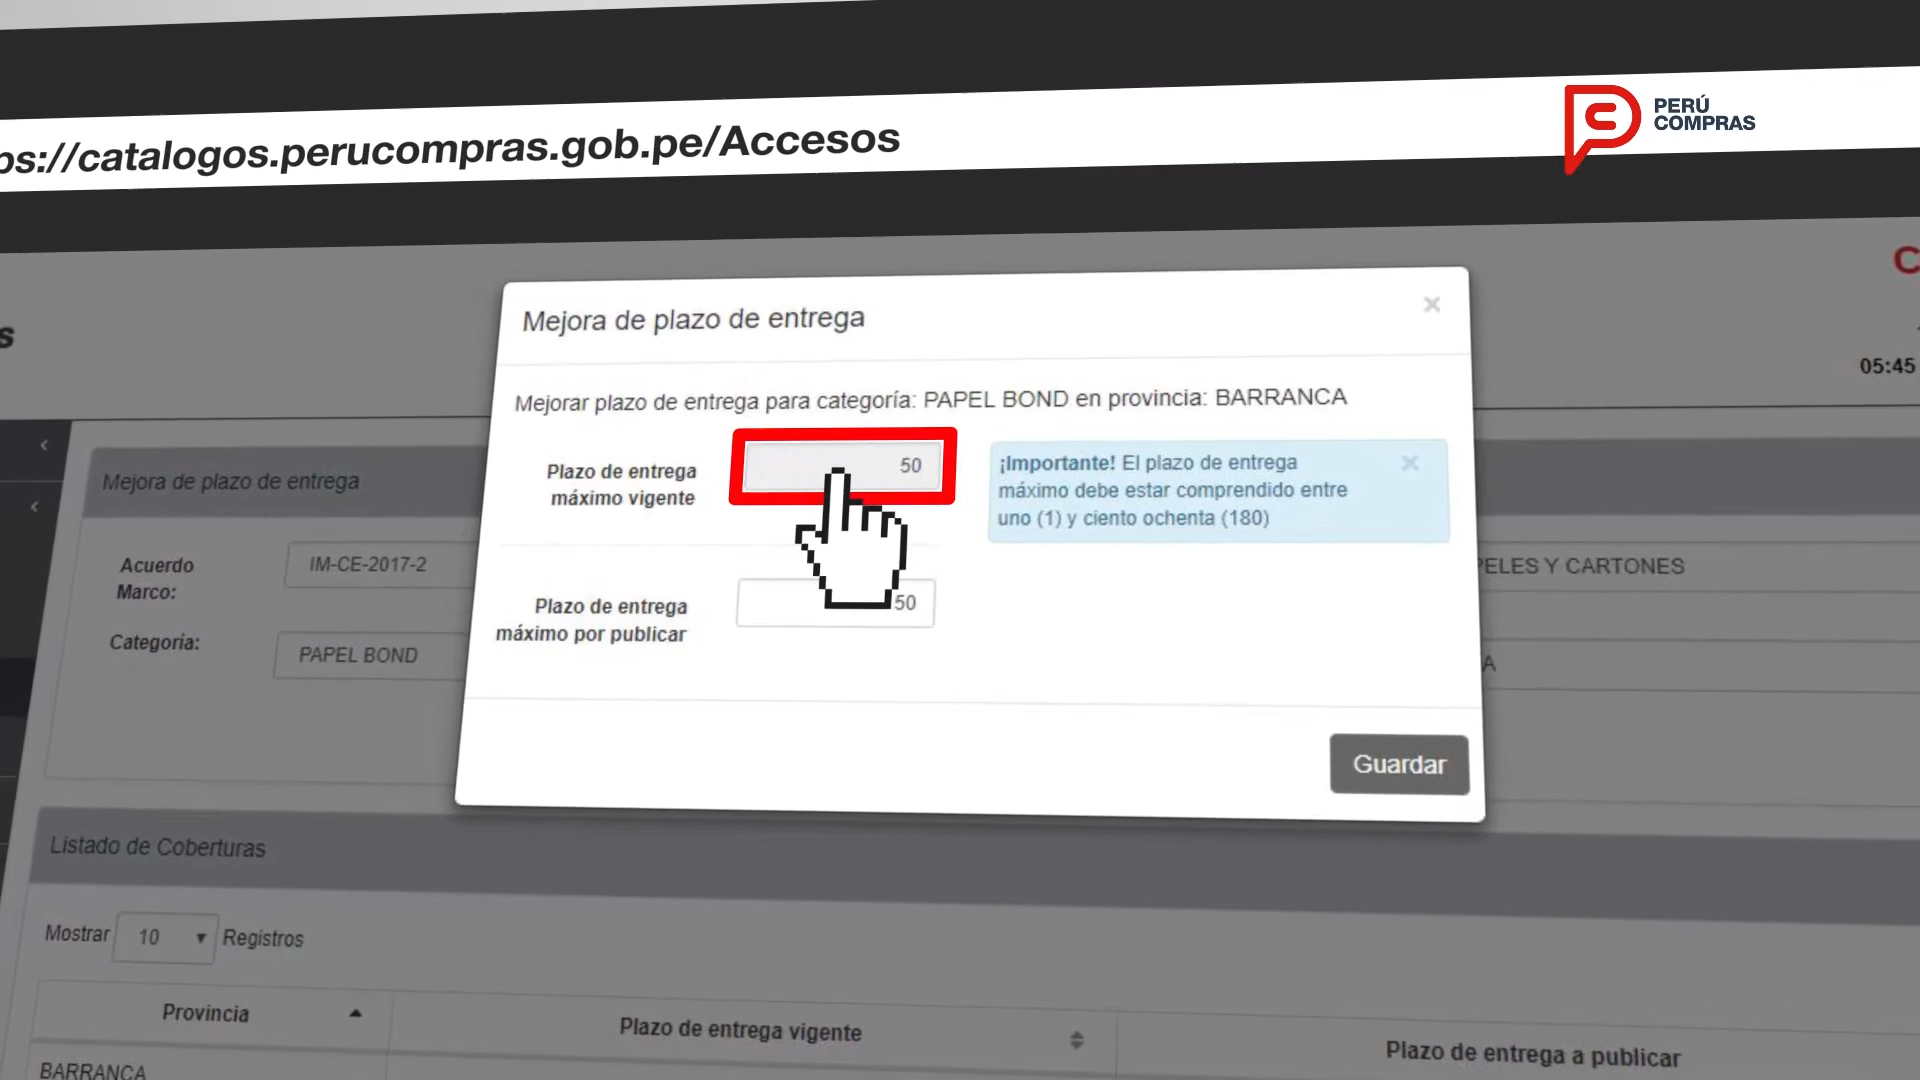 PERÚ
COMPRAS
ps://catalogos.perucompras.gob.pe/Accesos
05:45
Mejora de plazo de entrega
×
Mejorar plazo de entrega para categoría: PAPEL BOND en provincia: BARRANCA
Plazo de entrega
máximo vigente
50
¡Importante! El plazo de entrega
máximo debe estar comprendido entre
uno (1) y ciento ochenta (180)
×
Plazo de entrega
máximo por publicar
50
Guardar
Mejora de plazo de entrega
Acuerdo
Marco:
IM-CE-2017-2
PELES Y CARTONES
Categoría:
PAPEL BOND
A
Listado de Coberturas
Mostrar 10 Registros
Provincia
Plazo de entrega vigente
Plazo de entrega a publicar
BARRANCA